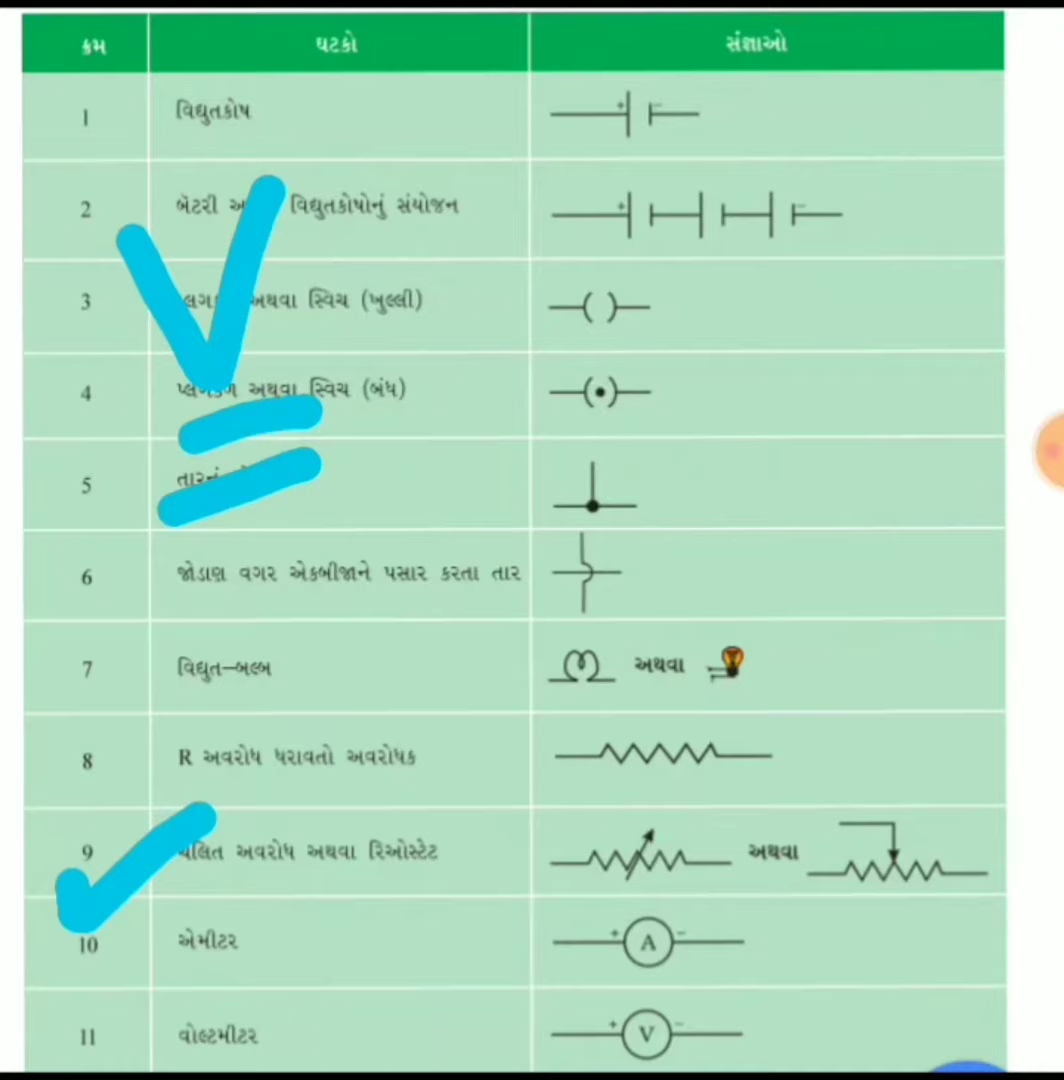 ક્રમ ઘટકો સંજ્ઞાઓ
1 વિદ્યુતકોષ + −
2 બૅટરી વિદ્યુતકોષોનું સંયોજન + −
3 અથવા સ્વિચ (ખુલ્લી)
4 અથવા સ્વિચ (બંધ)
5
6 જોડાણ વગર એકબીજાને પસાર કરતા તાર
7 વિદ્યુત−બલ્બ અથવા
8 R અવરોધ ધરાવતો અવરોધક
9 અવરોધ અથવા રિઓસ્ટેટ અથવા
10 એમીટર + A −
11 વોલ્ટમીટર + V −